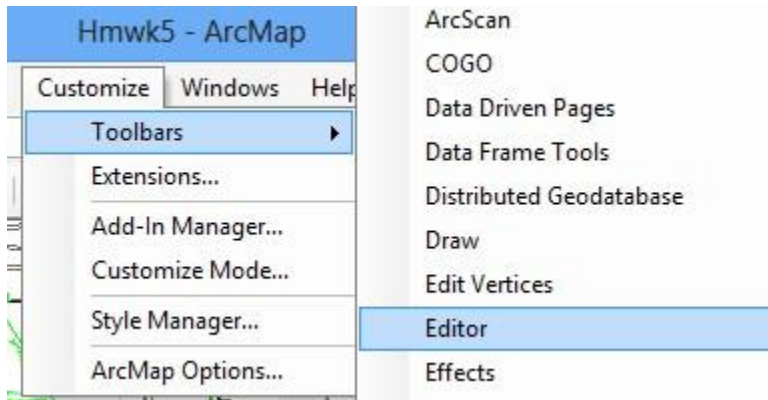 Hmwk5 - ArcMap
Customize Windows Help
Toolbars
Extensions...
Add-In Manager...
Customize Mode...
Style Manager...
ArcMap Options...
ArcScan
COGO
Data Driven Pages
Data Frame Tools
Distributed Geodatabase
Draw
Edit Vertices
Editor
Effects